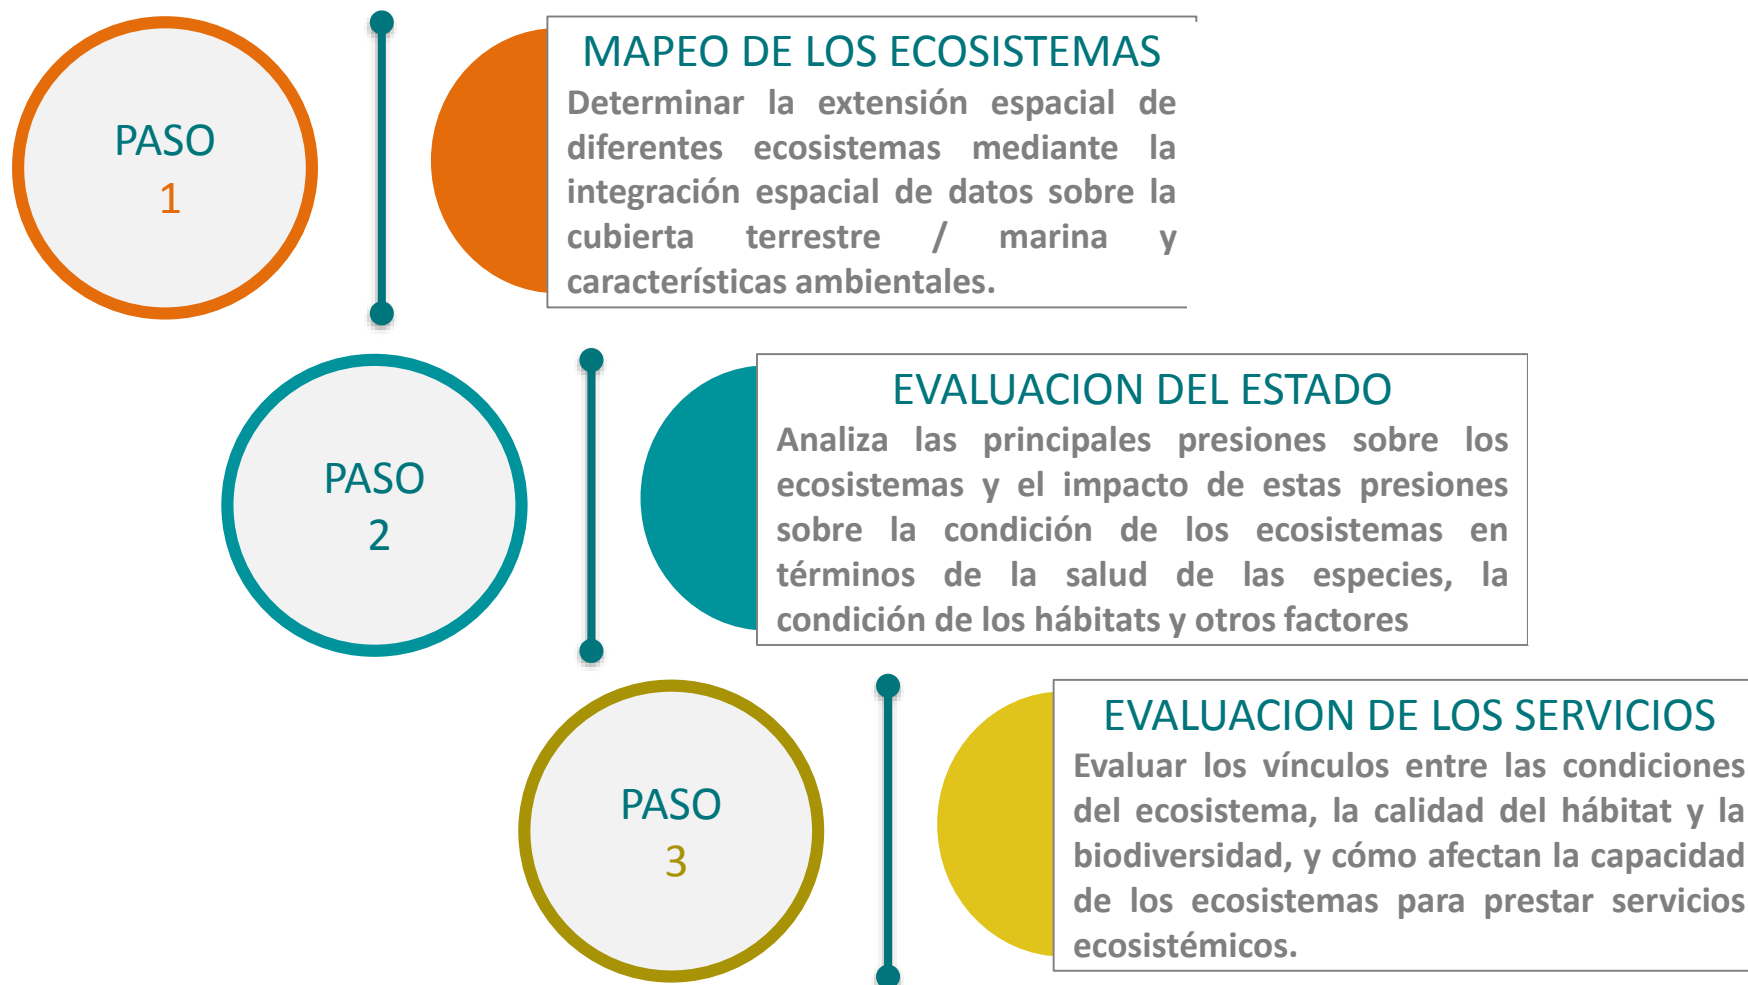 PASO
1
MAPEO DE LOS ECOSISTEMAS
Determinar la extensión espacial de
diferentes ecosistemas mediante la
integración espacial de datos sobre la
cubierta terrestre / marina y
características ambientales.
PASO
2
EVALUACION DEL ESTADO
Analiza las principales presiones sobre los
ecosistemas y el impacto de estas presiones
sobre la condición de los ecosistemas en
términos de la salud de las especies, la
condición de los hábitats y otros factores
PASO
3
EVALUACION DE LOS SERVICIOS
Evaluar los vínculos entre las condiciones
del ecosistema, la calidad del hábitat y la
biodiversidad, y cómo afectan la capacidad
de los ecosistemas para prestar servicios
ecosistémicos.